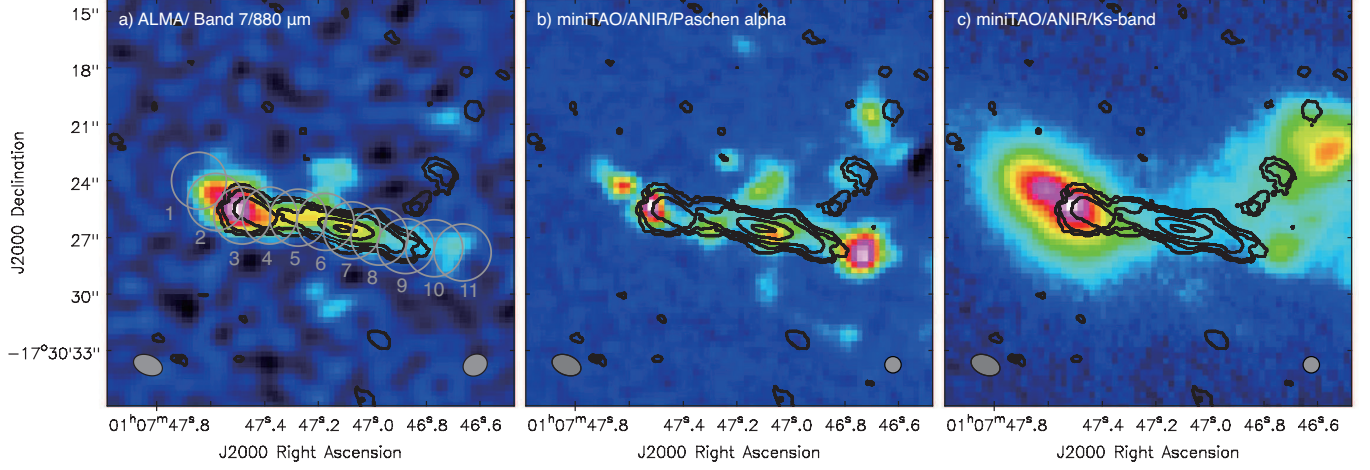 a) ALMA/ Band 7/880 μm
b) miniTAO/ANIR/Paschen alpha
c) miniTAO/ANIR/Ks-band
15''
18''
21''
24''
27''
30''
−17°30'33''
J2000 Declination
1
2
3
4
5
6
7
8
9
10
11
01ʰ07ᵐ47ˢ.8 47ˢ.5 47ˢ.2 47ˢ.0 46ˢ.8 46ˢ.6
01ʰ07ᵐ47ˢ.8 47ˢ.5 47ˢ.2 47ˢ.0 46ˢ.8 46ˢ.6
01ʰ07ᵐ47ˢ.8 47ˢ.5 47ˢ.2 47ˢ.0 46ˢ.8 46ˢ.6
J2000 Right Ascension
J2000 Right Ascension
J2000 Right Ascension